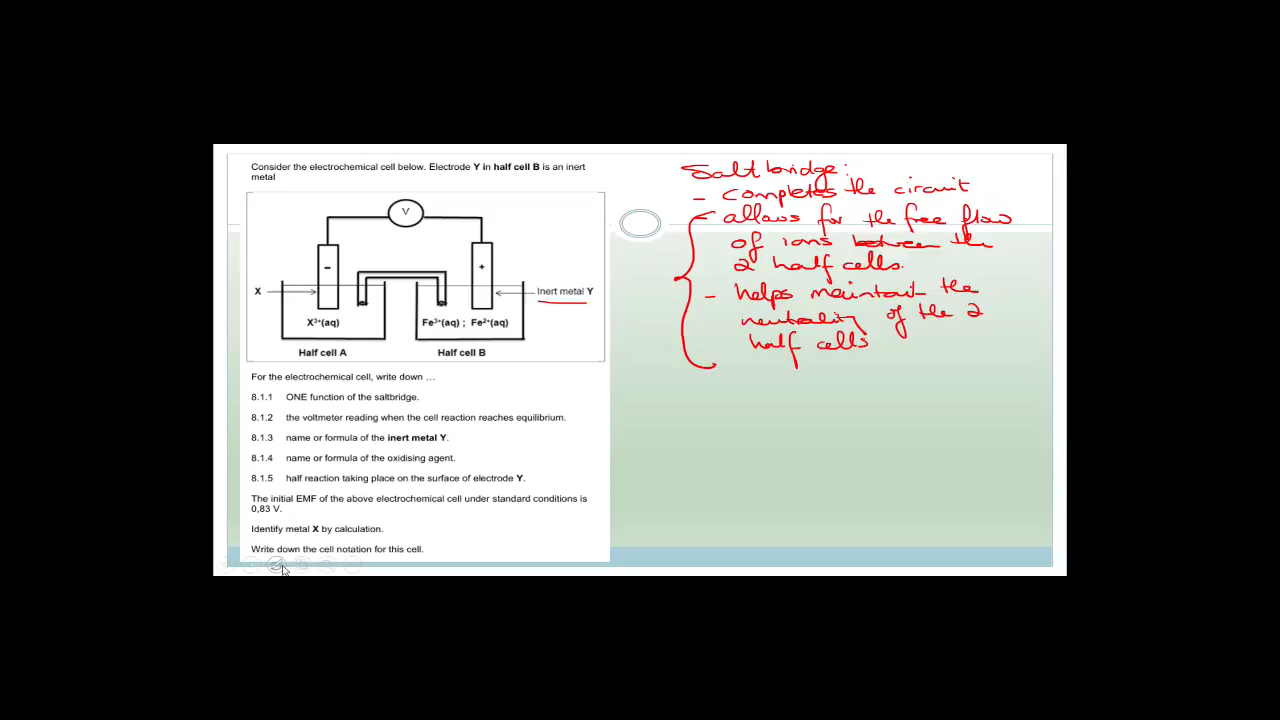 Consider the electrochemical cell below. Electrode Y in half cell B is an inert
metal
V
−
+
X
Inert metal Y
X³⁺(aq)
Fe³⁺(aq) ; Fe²⁺(aq)
Half cell A
Half cell B
For the electrochemical cell, write down …
8.1.1 ONE function of the saltbridge.
8.1.2 the voltmeter reading when the cell reaction reaches equilibrium.
8.1.3 name or formula of the inert metal Y.
8.1.4 name or formula of the oxidising agent.
8.1.5 half reaction taking place on the surface of electrode Y.
The initial EMF of the above electrochemical cell under standard conditions is
0,83 V.
Identify metal X by calculation.
Write down the cell notation for this cell.
Salt bridge:
- completes the circuit
- allows for the free flow
of ions between the
2 half cells.
- helps maintain the
neutrality of the 2
half cells